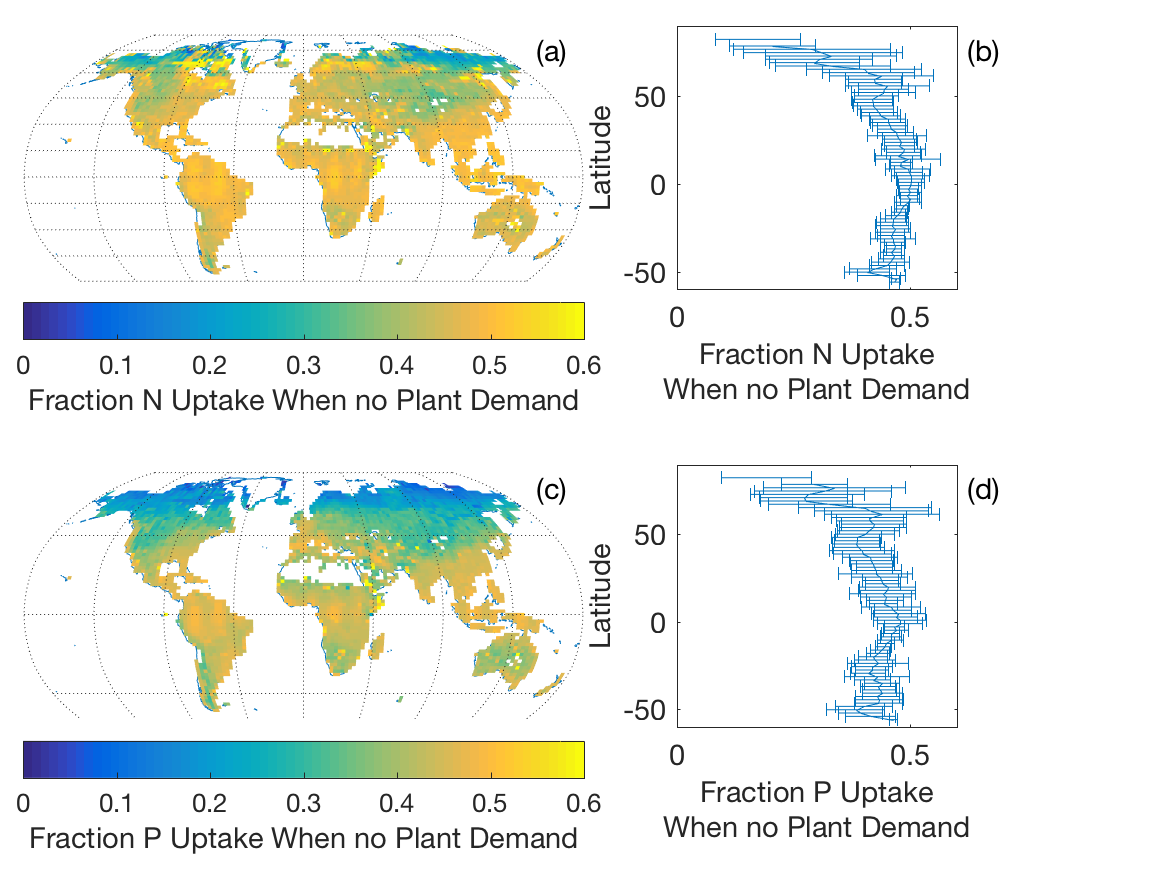 (a)
0 0.1 0.2 0.3 0.4 0.5 0.6
Fraction N Uptake When no Plant Demand
(b)
Latitude
50
0
-50
0 0.5
Fraction N Uptake
When no Plant Demand
(c)
0 0.1 0.2 0.3 0.4 0.5 0.6
Fraction P Uptake When no Plant Demand
(d)
Latitude
50
0
-50
0 0.5
Fraction P Uptake
When no Plant Demand